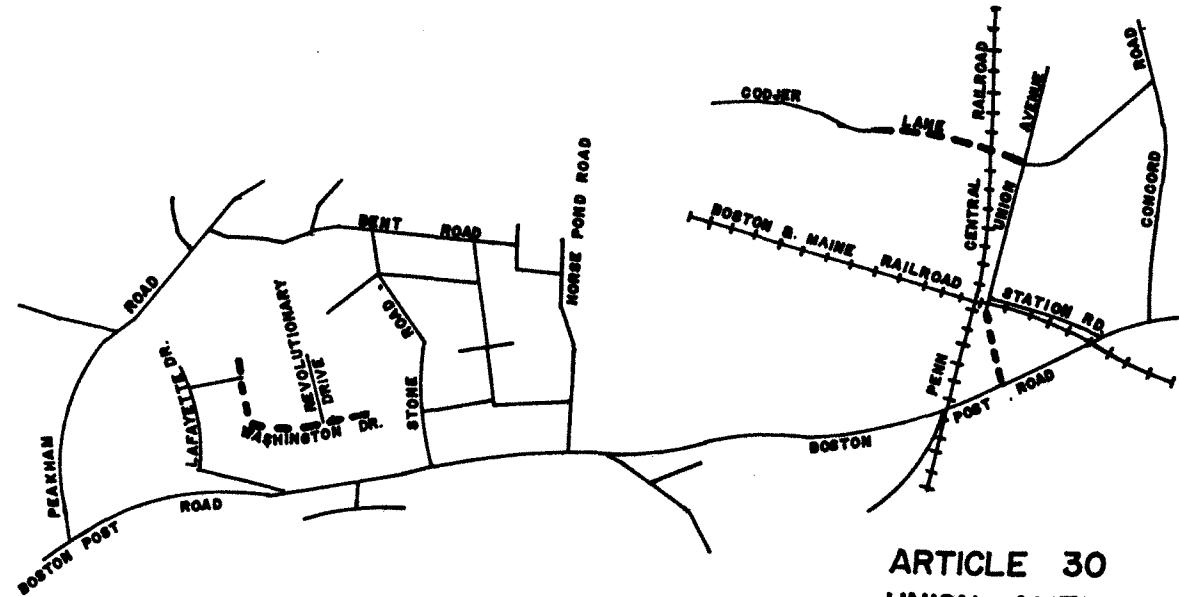 ROAD
RAILROAD
AVENUE
CODJER
LANE
CONCORD
HORSE POND ROAD
CENTRAL
UNION
BOSTON & MAINE RAILROAD
BENT ROAD
ROAD
REVOLUTIONARY
DRIVE
ROAD
STATION RD.
LAFAYETTE DR.
STONE
PENN
POST ROAD
WASHINGTON DR.
BOSTON
PEAKHAM
ROAD
BOSTON POST
ARTICLE 30